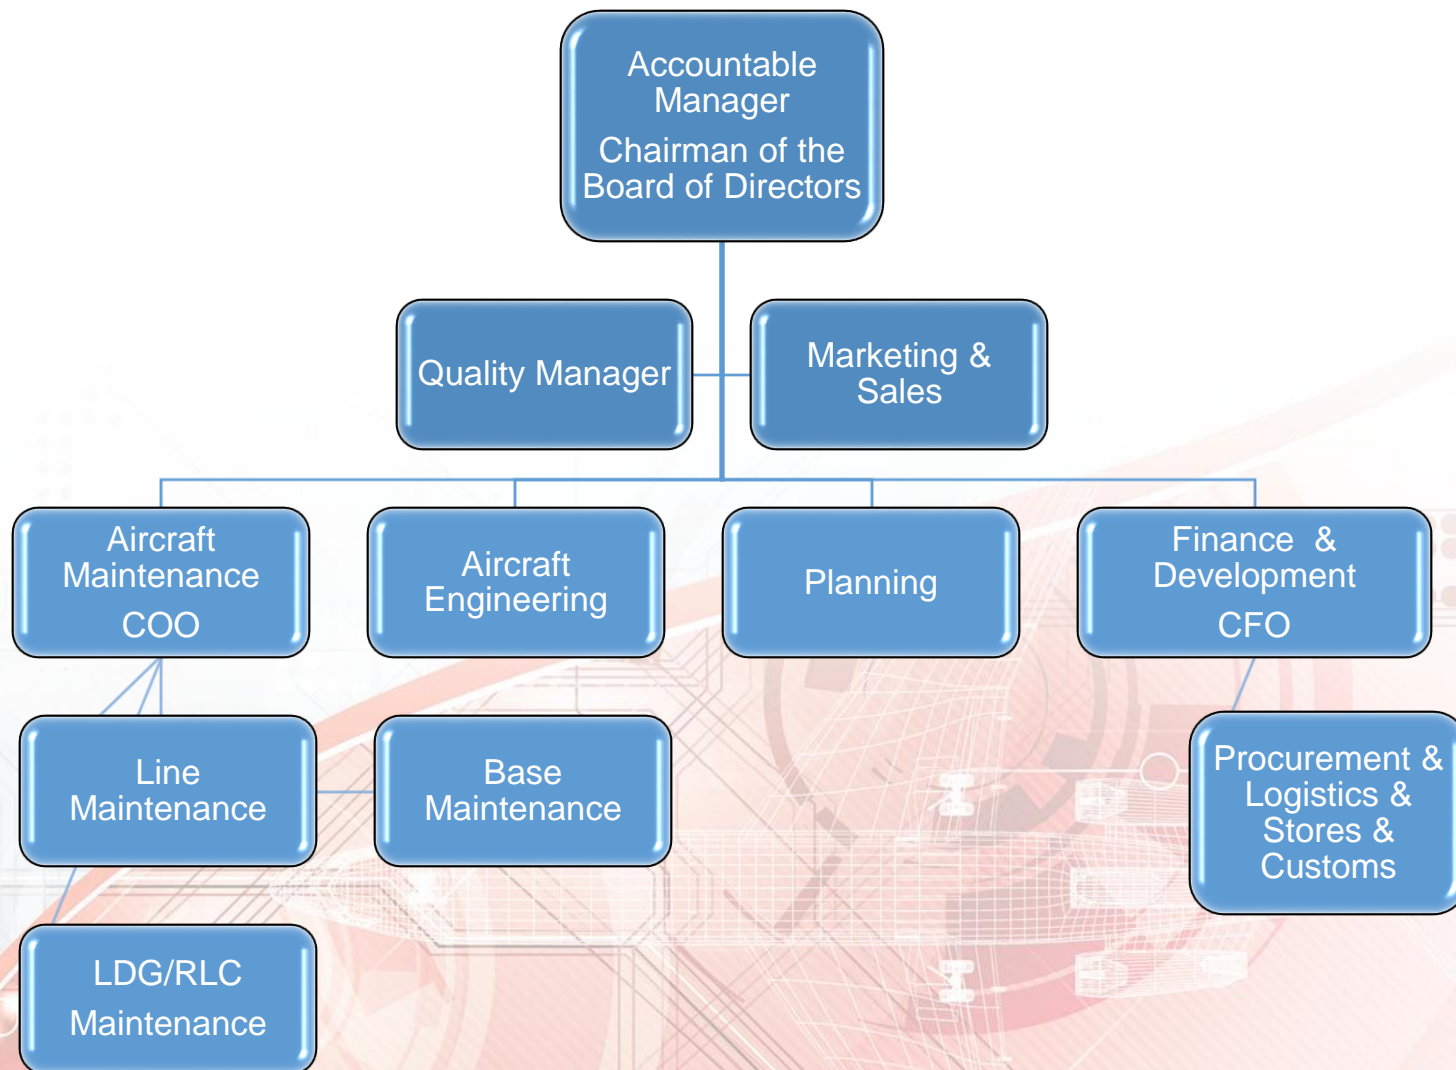 Accountable
Manager
Chairman of the
Board of Directors
Quality Manager
Marketing &
Sales
Aircraft
Maintenance
COO
Aircraft
Engineering
Planning
Finance & 
Development
CFO
Line
Maintenance
Base
Maintenance
Procurement &
Logistics &
Stores &
Customs
LDG/RLC
Maintenance